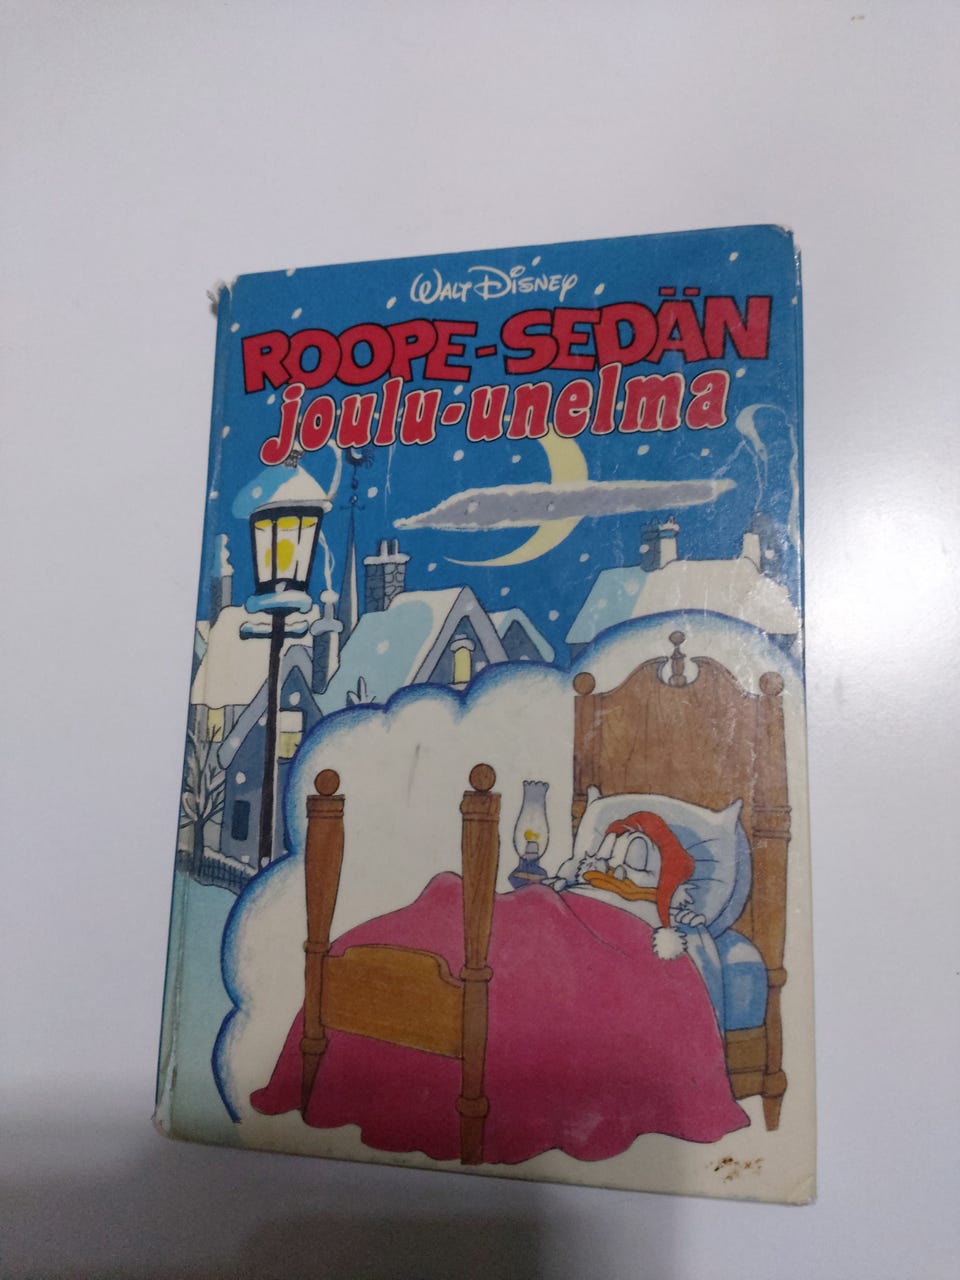 Walt Disney
ROOPE-SEDÄN
joulu-unelma